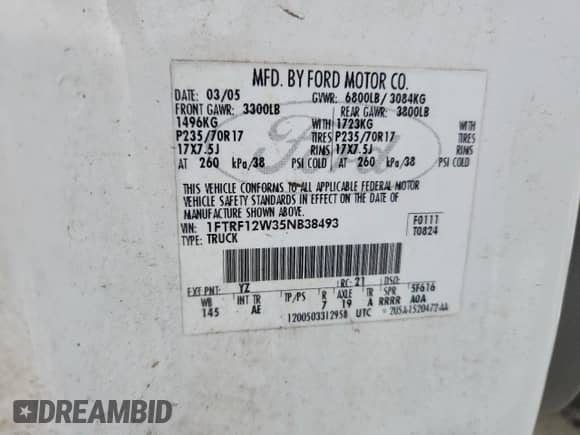 MFD. BY FORD MOTOR CO.
DATE: 03/05 GVWR: 6800LB/ 3084KG
FRONT GAWR: 3300LB REAR GAWR: 3800LB
1496KG WITH 1723KG WITH
P235/70R17 TIRES P235/70R17 TIRES
17X7.5J RIMS 17X7.5J RIMS
AT 260 kPa/38 PSI COLD AT 260 kPa/38 PSI COLD
THIS VEHICLE CONFORMS TO ALL APPLICABLE FEDERAL MOTOR
VEHICLE SAFETY STANDARDS IN EFFECT ON THE DATE OF
MANUFACTURE SHOWN ABOVE.
VIN: 1FTRF12W35NB38493 F0111
TYPE: TRUCK T0824
EXT PNT: YZ RC: 21 DSO:
WB INT TR TP/PS R AXLE TR SPR 5F616
145 AE 7 19 A RRRR AOA
1200503312958 UTC
Ford
DREAMBID